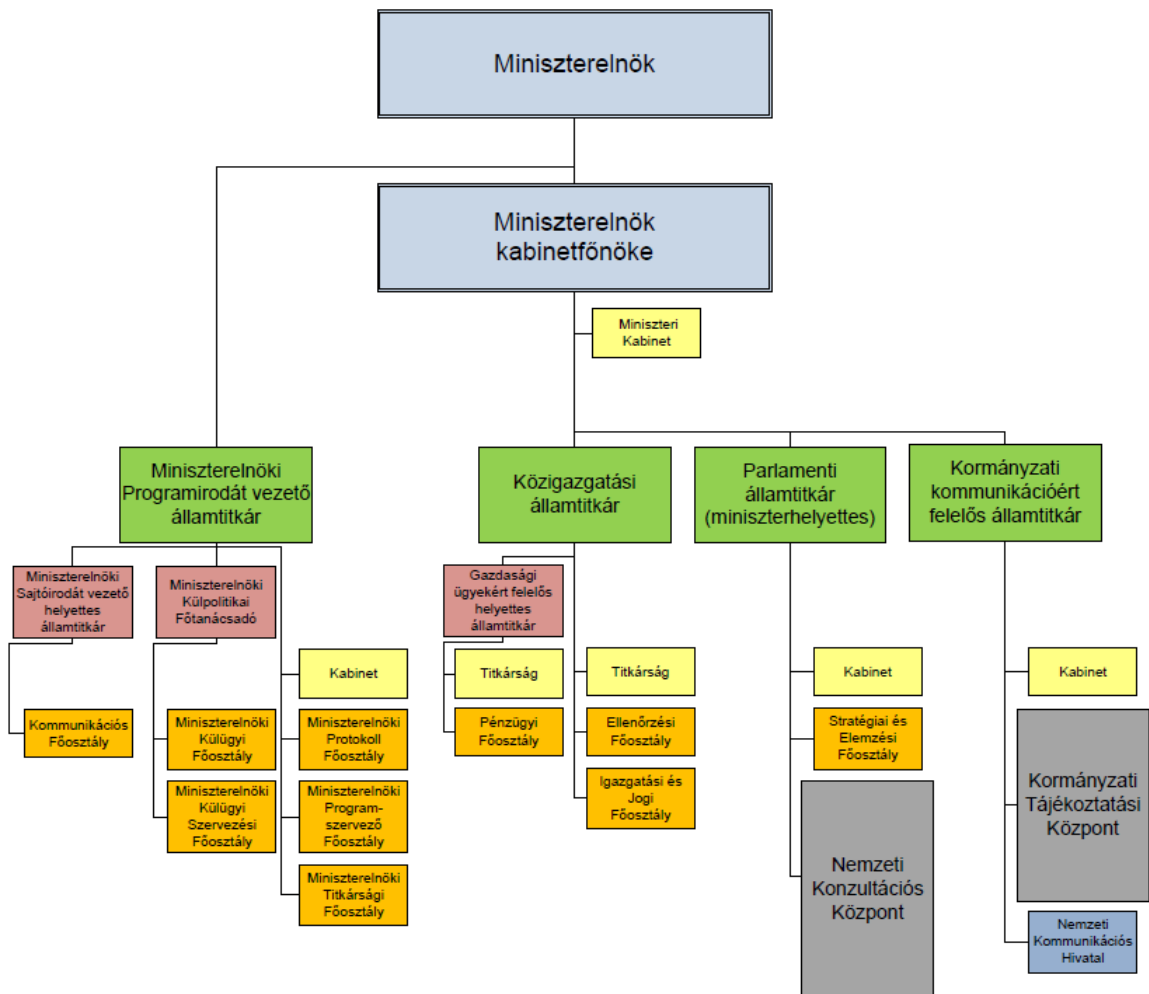 Miniszterelnök
Miniszterelnök
kabinetfőnöke
Miniszteri
Kabinet
Miniszterelnöki
Programirodát vezető
államtitkár
Közigazgatási
államtitkár
Parlamenti
államtitkár
(miniszterhelyettes)
Kormányzati
kommunikációért
felelős államtitkár
Miniszterelnöki
Sajtóirodát vezető
helyettes
államtitkár
Miniszterelnöki
Külpolitikai
Főtanácsadó
Gazdasági
ügyekért felelős
helyettes
államtitkár
Kabinet
Titkárság
Titkárság
Kabinet
Kabinet
Kommunikációs
Főosztály
Miniszterelnöki
Külügyi
Főosztály
Miniszterelnöki
Protokoll
Főosztály
Pénzügyi
Főosztály
Ellenőrzési
Főosztály
Stratégiai és
Elemzési
Főosztály
Kormányzati
Tájékoztatási
Központ
Miniszterelnöki
Külügyi
Szervezési
Főosztály
Miniszterelnöki
Program-
szervező
Főosztály
Igazgatási és
Jogi
Főosztály
Nemzeti
Konzultációs
Központ
Miniszterelnöki
Titkársági
Főosztály
Nemzeti
Kommunikációs
Hivatal